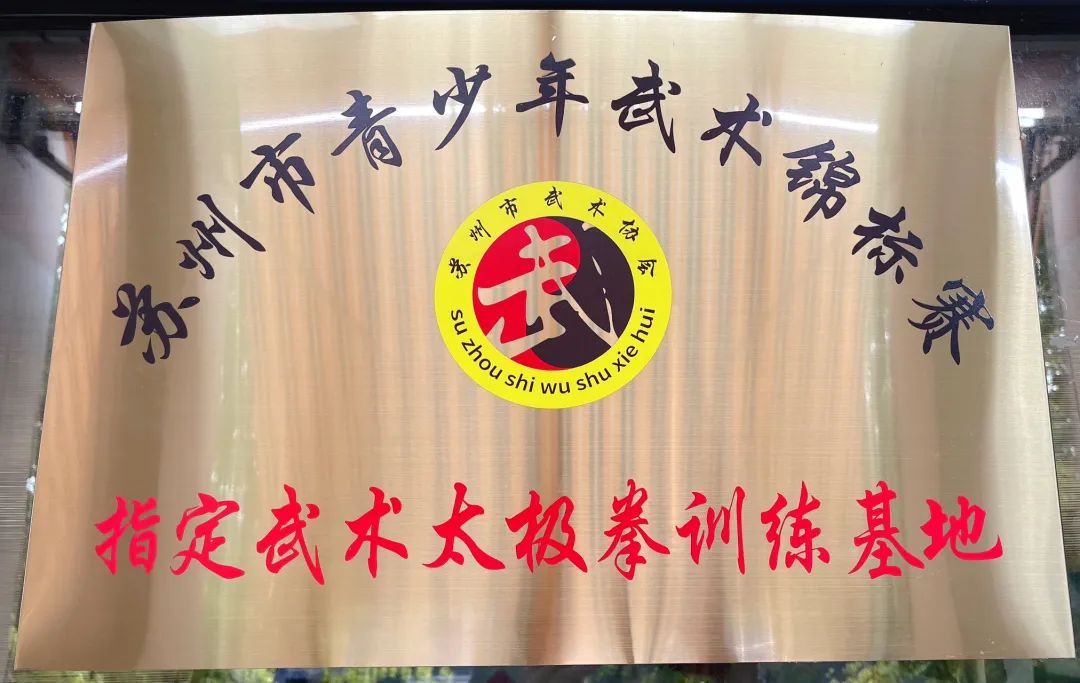 苏州市青少年武术锦标赛
苏州市武术协会
武
su zhou shi wu shu xie hui
指定武术太极拳训练基地